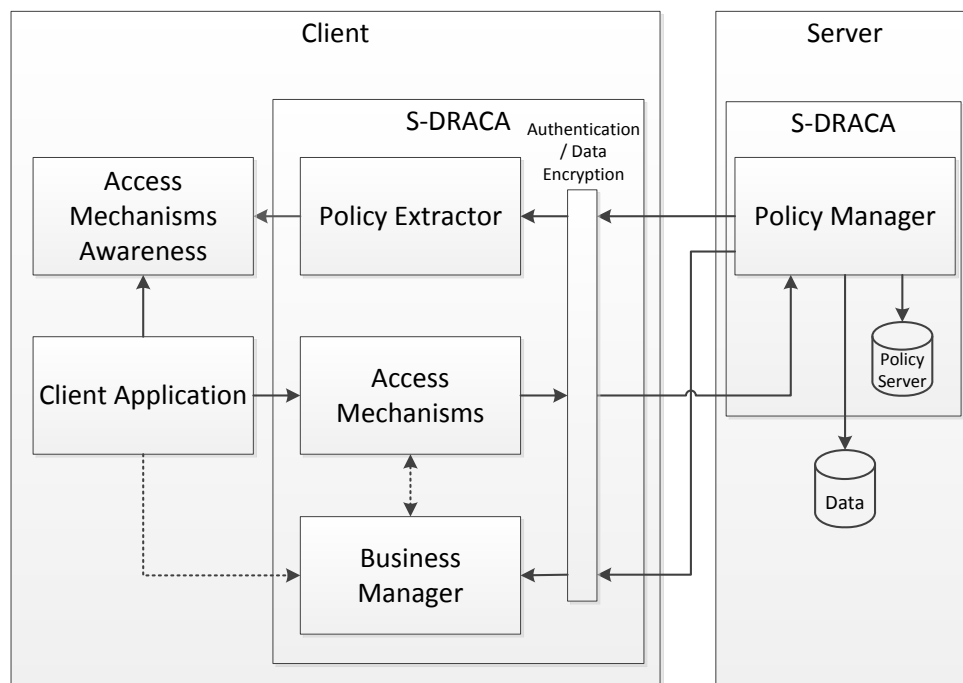 Client
Server
S-DRACA
Authentication
/ Data
Encryption
S-DRACA
Access
Mechanisms
Awareness
Policy Extractor
Policy Manager
Client Application
Access
Mechanisms
Policy
Server
Data
Business
Manager